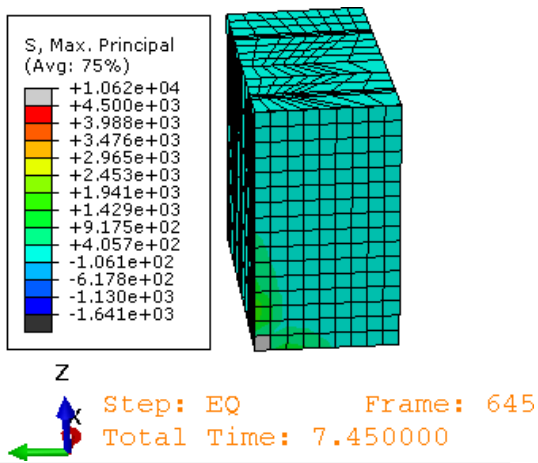 S, Max. Principal
(Avg: 75%)
+1.062e+04
+4.500e+03
+3.988e+03
+3.476e+03
+2.965e+03
+2.453e+03
+1.941e+03
+1.429e+03
+9.175e+02
+4.057e+02
-1.061e+02
-6.178e+02
-1.130e+03
-1.641e+03
Z
X
Step: EQ Frame: 645
Total Time: 7.450000